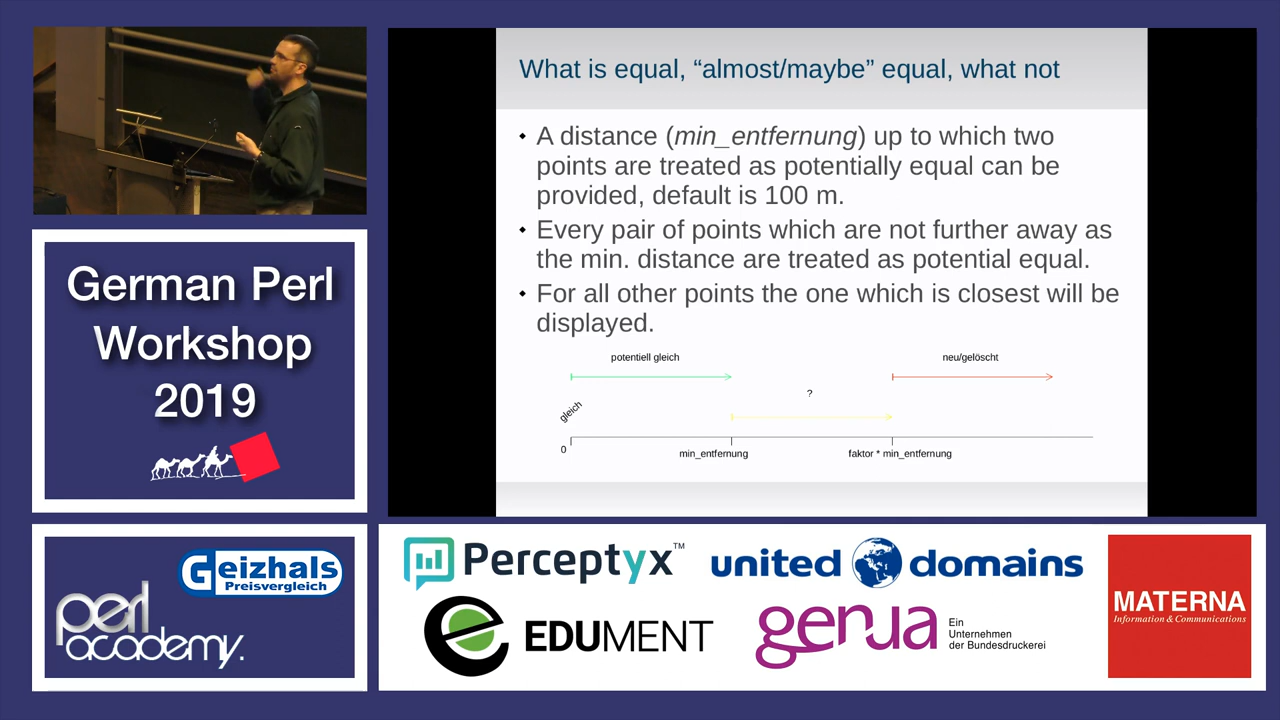 What is equal, “almost/maybe” equal, what not
A distance (min_entfernung) up to which two
points are treated as potentially equal can be
provided, default is 100 m.
Every pair of points which are not further away as
the min. distance are treated as potential equal.
For all other points the one which is closest will be
displayed.
potentiell gleich
neu/gelöscht
?
gleich
0
min_entfernung
faktor * min_entfernung
German Perl
Workshop
2019
Geizhals
Preisvergleich
perl
academy.
Perceptyx™
united domains
EDUMENT
genua
Ein
Unternehmen
der Bundesdruckerei
MATERNA
Information & Communications